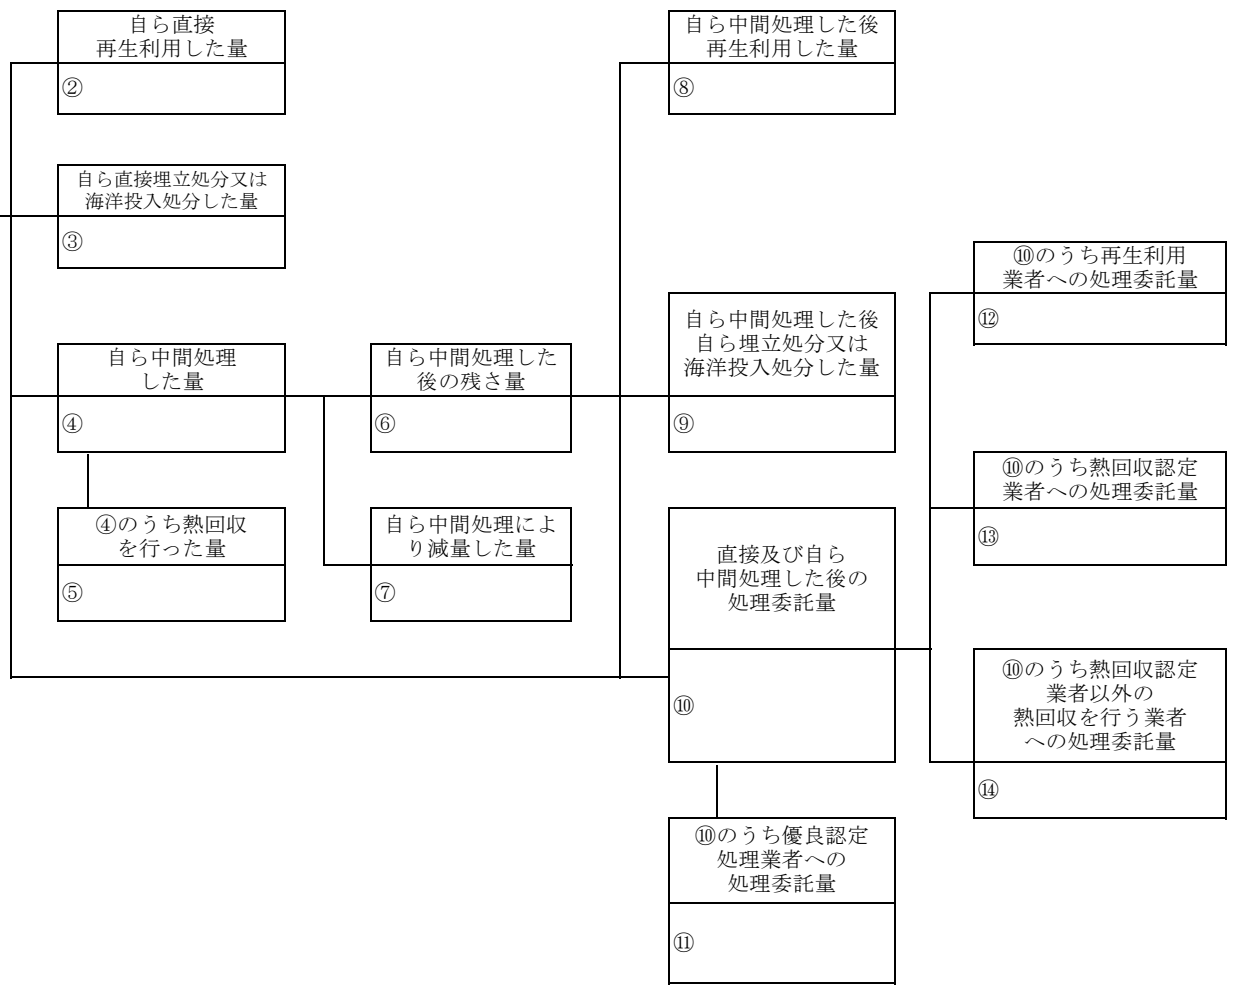 自ら直接
再生利用した量
②
自ら直接埋立処分又は
海洋投入処分した量
③
自ら中間処理
した量
④
④のうち熱回収
を行った量
⑤
自ら中間処理した
後の残さ量
⑥
自ら中間処理によ
り減量した量
⑦
自ら中間処理した後
再生利用した量
⑧
自ら中間処理した後
自ら埋立処分又は
海洋投入処分した量
⑨
直接及び自ら
中間処理した後の
処理委託量
⑩
⑩のうち優良認定
処理業者への
処理委託量
⑪
⑩のうち再生利用
業者への処理委託量
⑫
⑩のうち熱回収認定
業者への処理委託量
⑬
⑩のうち熱回収認定
業者以外の
熱回収を行う業者
への処理委託量
⑭